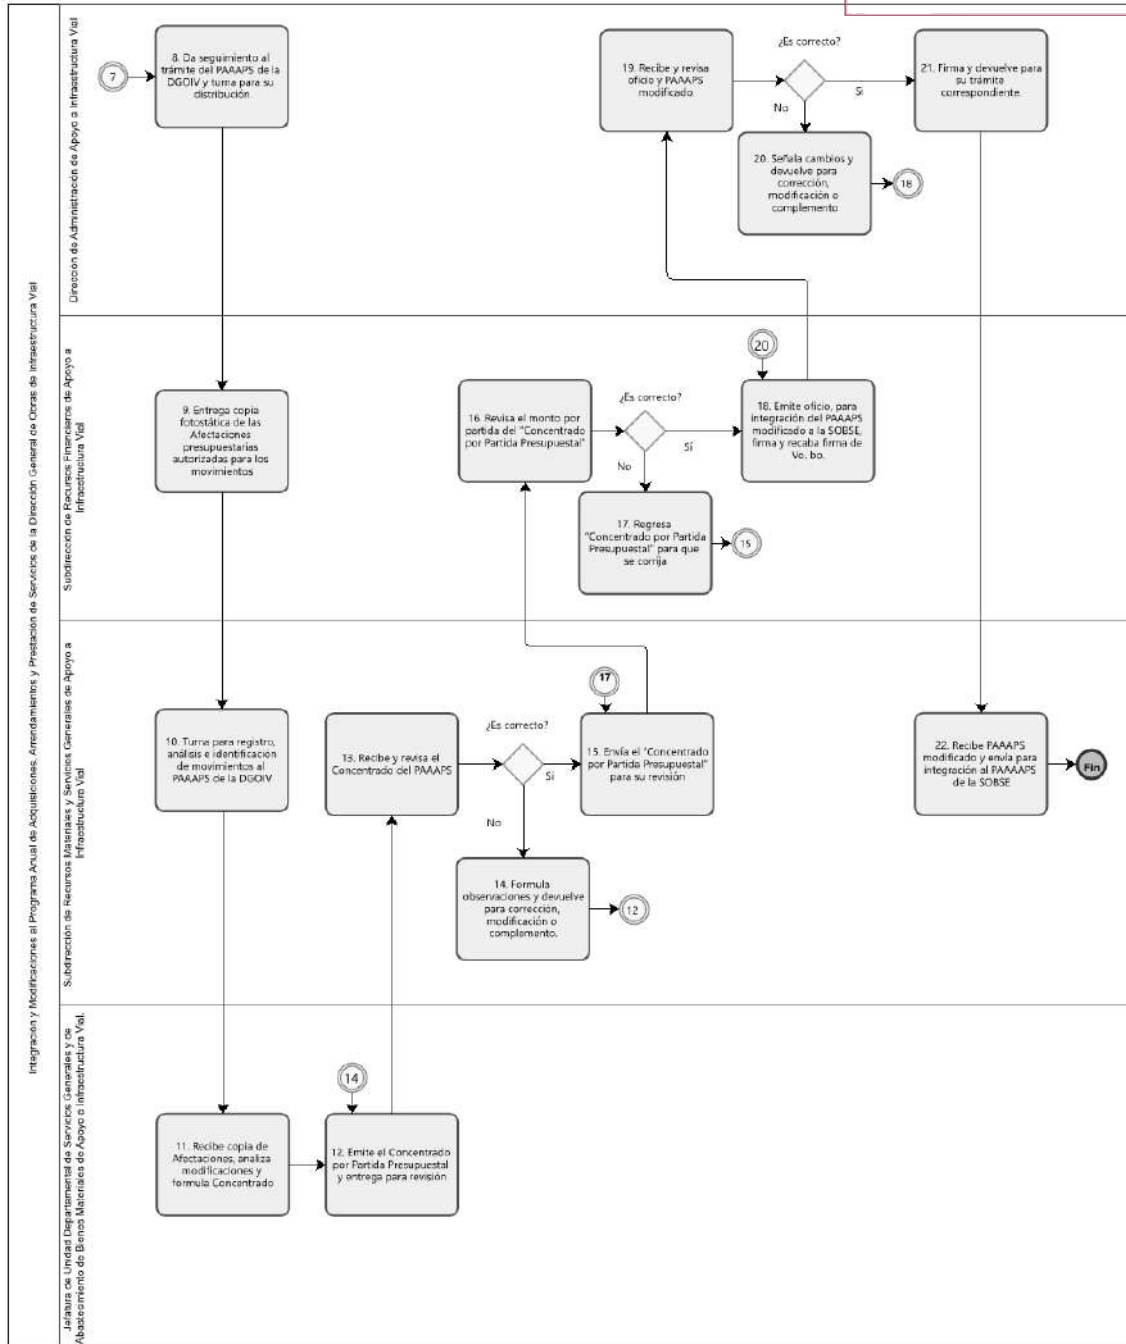 Integración y Modificaciones al Programa Anual de Adquisiciones, Arrendamientos y Prestación de Servicios de la Dirección General de Obras de Infraestructura Vial
Dirección de Administración de Apoyo a Infraestructura Vial
7
8. Da seguimiento al
trámite del PAAAPS de la
DGOIV y turna para su
distribución
19. Recibe y revisa
oficio y PAAAPS
modificado.
¿Es correcto?
Si
No
21. Firma y devuelve para
su trámite
correspondiente.
20. Señala cambios y
devuelve para
corrección,
modificación o
complemento
18
Subdirección de Recursos Financieros de Apoyo a
Infraestructura Vial
9. Entrega copia
fotostática de las
Afectaciones
presupuestarias
autorizadas para los
movimientos
16. Revisa el monto por
partida del "Concentrado
por Partida Presupuestal"
¿Es correcto?
Sí
No
20
18. Emite oficio, para
integración del PAAAPS
modificado a la SOBSE,
firma y recaba firma de
Vo. bo.
17. Regresa
"Concentrado por Partida
Presupuestal" para que
se corrija
15
Subdirección de Recursos Materiales y Servicios Generales de Apoyo a
Infraestructura Vial
10. Turna para registro,
análisis e identificación
de movimientos al
PAAAPS de la DGOIV
13. Recibe y revisa el
Concentrado del PAAAPS
¿Es correcto?
Si
No
17
15. Envía el "Concentrado
por Partida Presupuestal"
para su revisión
14. Formula
observaciones y devuelve
para corrección,
modificación o
complemento.
12
22. Recibe PAAAPS
modificado y envía para
integración al PAAAAPS
de la SOBSE
Fin
Jefatura de Unidad Departamental de Servicios Generales y de
Abastecimiento de Bienes Materiales de Apoyo a Infraestructura Vial.
11. Recibe copia de
Afectaciones, analiza
modificaciones y
formula Concentrado
14
12. Emite el Concentrado
por Partida Presupuestal
y entrega para revisión